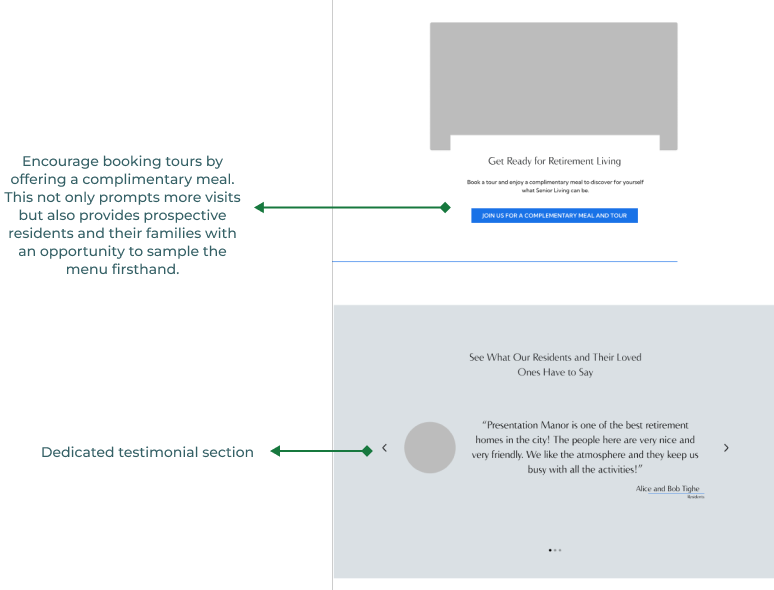 Get Ready for Retirement Living
Encourage booking tours by
offering a complimentary meal.
This not only prompts more visits
but also provides prospective
residents and their families with
an opportunity to sample the
menu firsthand.
Book a tour and enjoy a complimentary meal to discover for yourself
what Senior Living can be.
JOIN US FOR A COMPLEMENTARY MEAL AND TOUR
See What Our Residents and Their Loved
Ones Have to Say
Dedicated testimonial section
“Presentation Manor is one of the best retirement
homes in the city! The people here are very nice and
very friendly. We like the atmosphere and they keep us
busy with all the activities!”
Alice and Bob Tighe
Residents